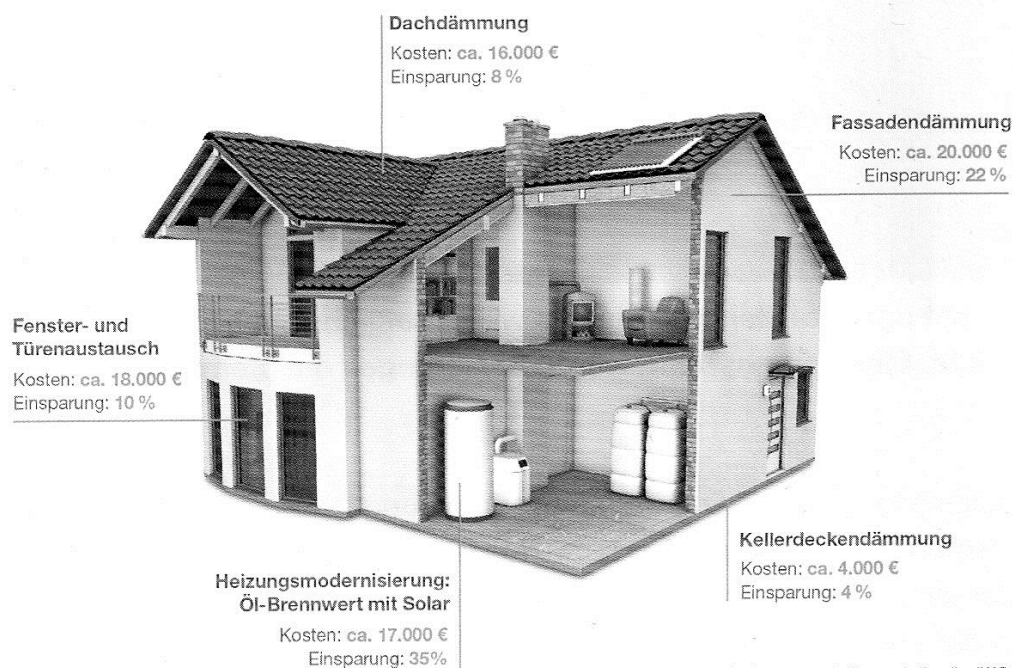 Dachdämmung
Kosten: ca. 16.000 €
Einsparung: 8 %
Fassadendämmung
Kosten: ca. 20.000 €
Einsparung: 22 %
Fenster- und
Türenaustausch
Kosten: ca. 18.000 €
Einsparung: 10 %
Kellerdeckendämmung
Kosten: ca. 4.000 €
Einsparung: 4 %
Heizungsmodernisierung:
Öl-Brennwert mit Solar
Kosten: ca. 17.000 €
Einsparung: 35%